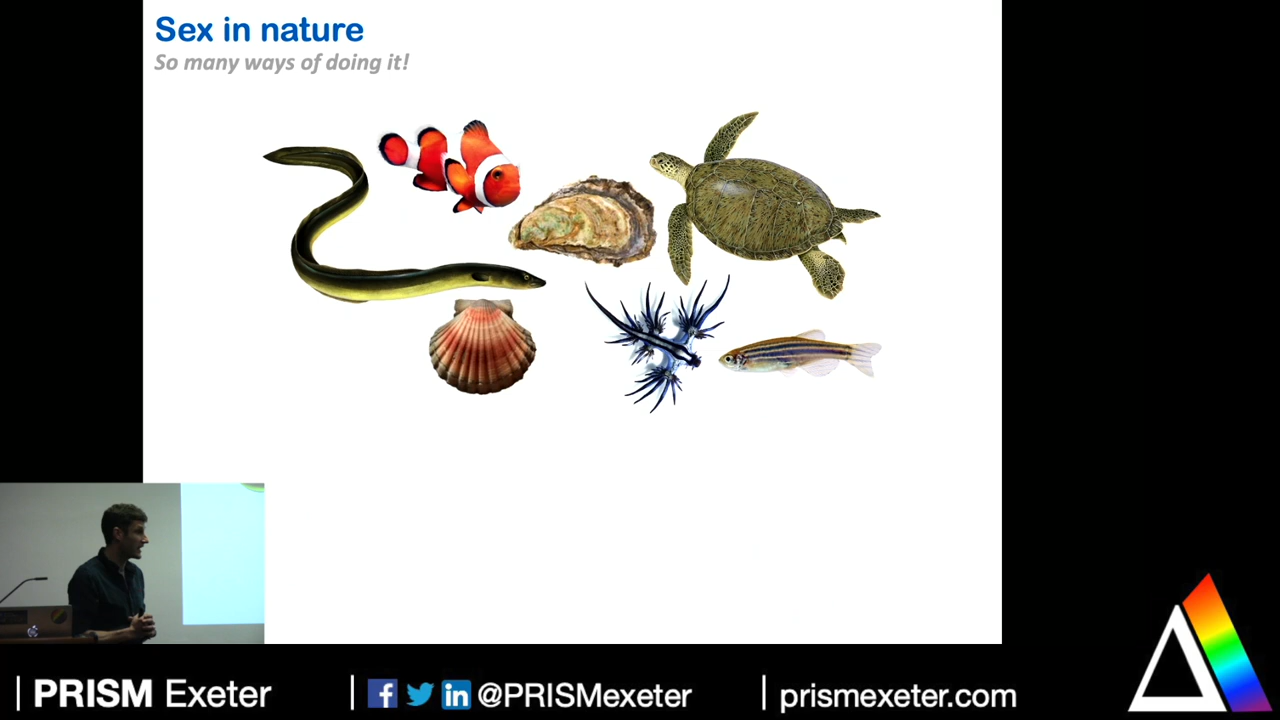 Sex in nature
So many ways of doing it!
PRISM Exeter
@PRISMexeter
prismexeter.com